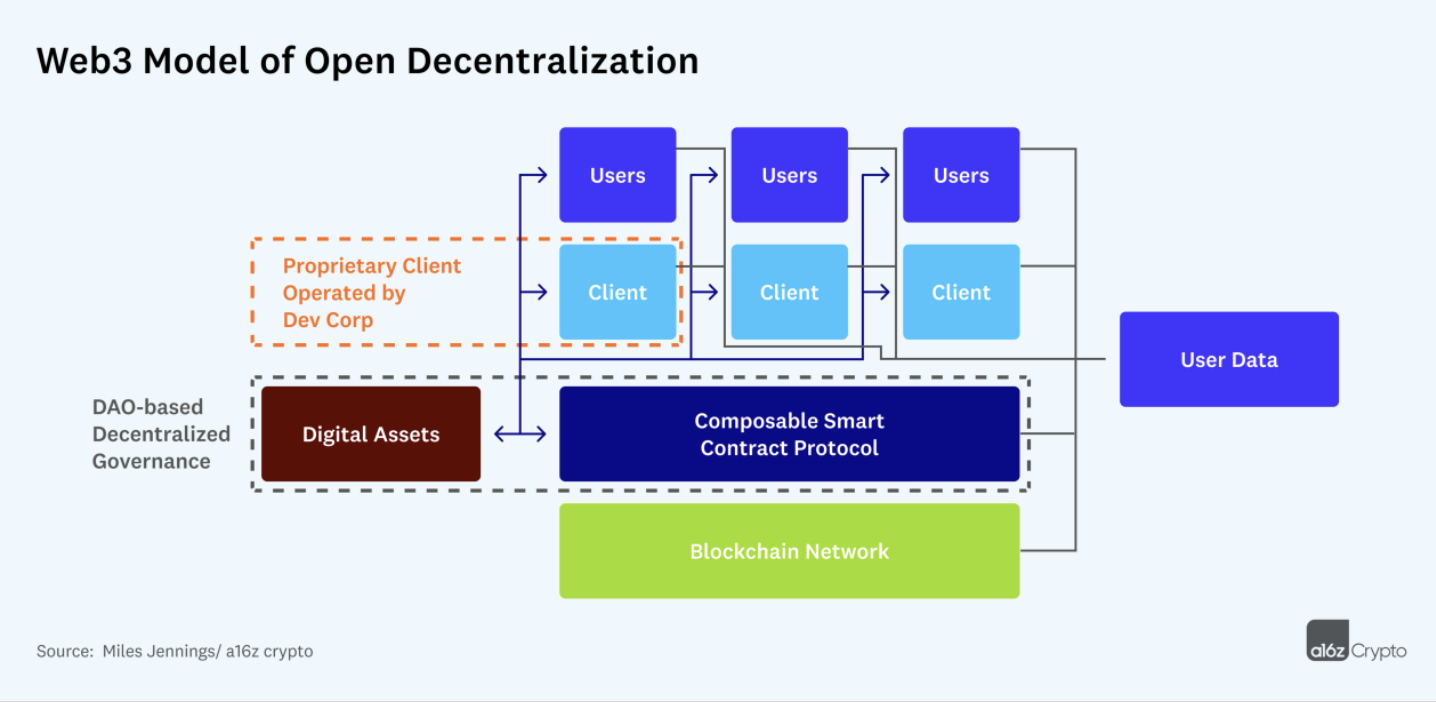 Web3 Model of Open Decentralization
Users
Users
Users
Proprietary Client
Operated by
Dev Corp
Client
Client
Client
User Data
DAO-based
Decentralized
Governance
Digital Assets
Composable Smart
Contract Protocol
Blockchain Network
Source: Miles Jennings/ a16z crypto
a16z Crypto